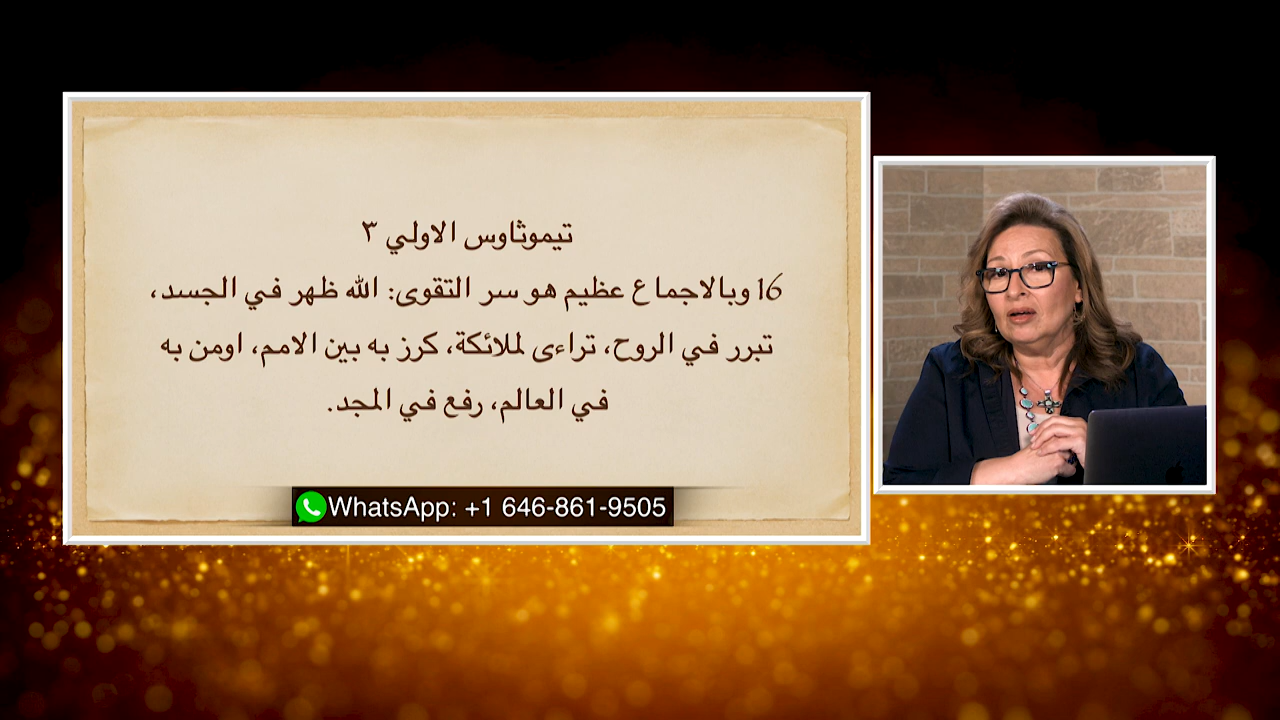 تيموثاوس الاولي ٣
16 وبالاجماع عظيم هو سر التقوى: الله ظهر في الجسد،
تبرر في الروح، تراءى لملائكة، كرز به بين الامم، اومن به
في العالم، رفع في المجد.
WhatsApp: +1 646-861-9505